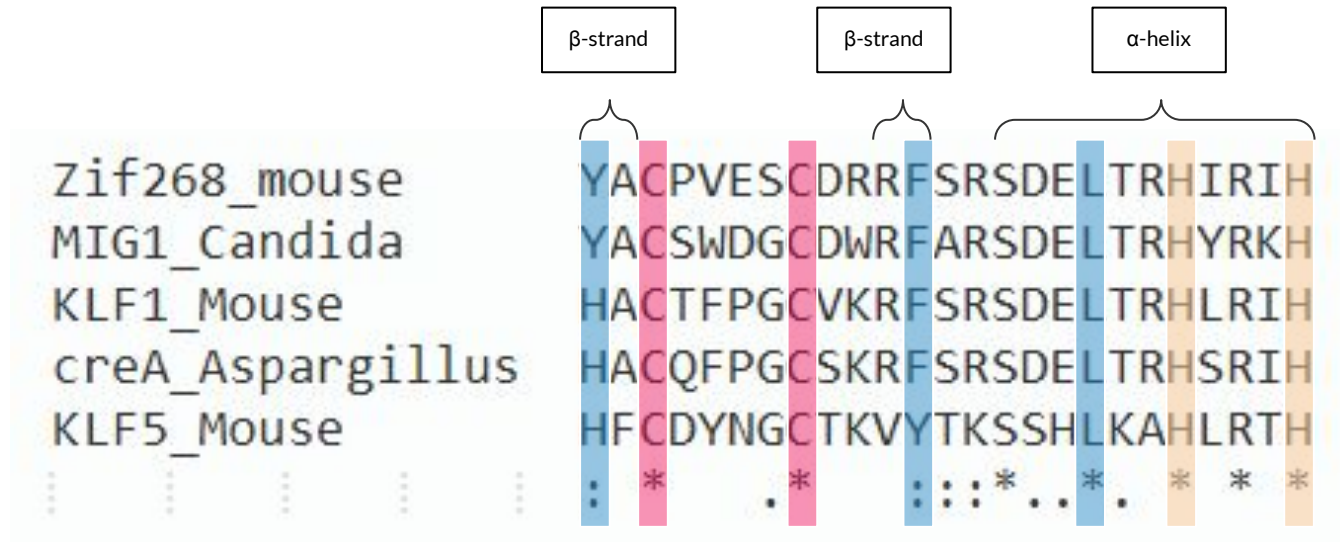 β-strand β-strand α-helix
Zif268_mouse YACPVESCDRRFSRSDELTRHIRIH
MIG1_Candida YACSWDGCDWRFARSDELTRHYRKH
KLF1_Mouse HACTFPGCVKRFSRSDELTRHLRIH
creA_Aspargillus HACQFPGCSKRFSRSDELTRHSRIH
KLF5_Mouse HFCDYNGCTKVYTKSSHLKAHLRTH
: * .* :::*..*. * * *